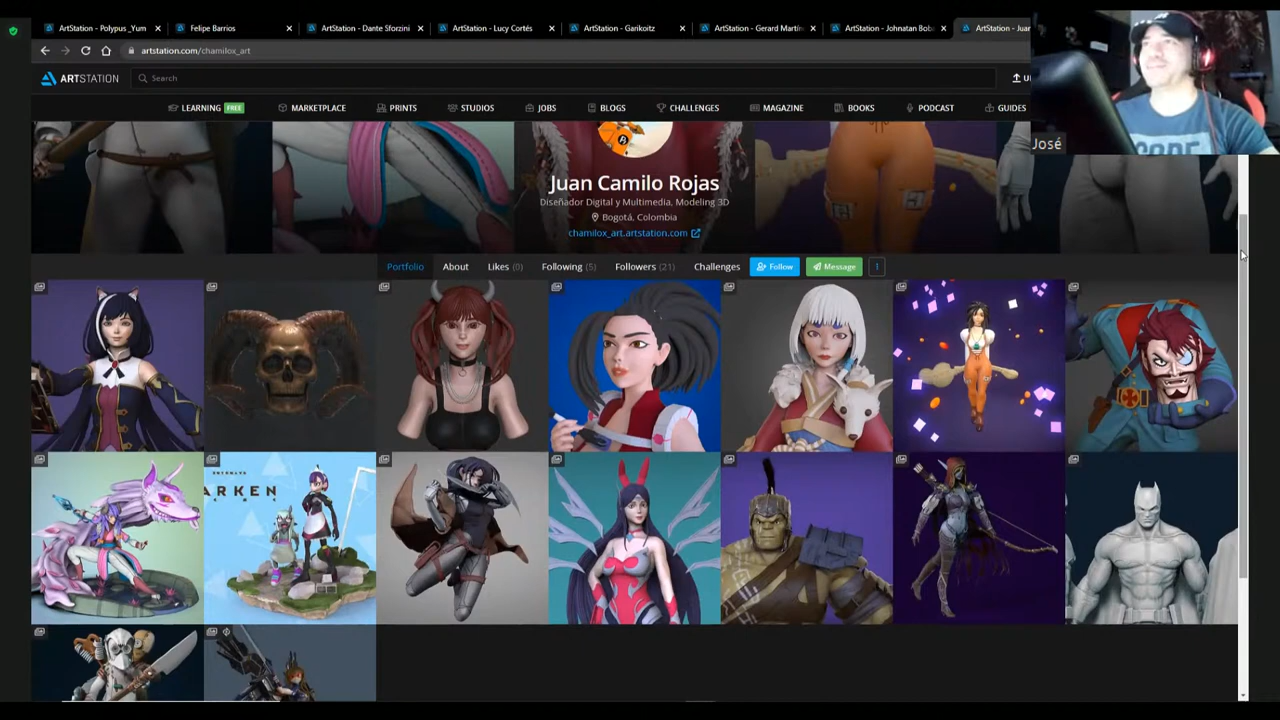 ArtStation - Polypus _Yum
Felipe Barrios
ArtStation - Dante Sforzini
ArtStation - Lucy Cortés
ArtStation - Garikoitz
ArtStation - Gerard Martín
ArtStation - Johnatan Bob
ArtStation - Juan
artstation.com/chamilox_art
ARTSTATION
Search
LEARNING FREE
MARKETPLACE
PRINTS
STUDIOS
JOBS
BLOGS
CHALLENGES
MAGAZINE
BOOKS
PODCAST
GUIDES
José
Juan Camilo Rojas
Diseñador Digital y Multimedia, Modeling 3D
Bogotá, Colombia
chamilox_art.artstation.com
Portfolio
About
Likes (0)
Following (5)
Followers (21)
Challenges
Follow
Message
ARKEN